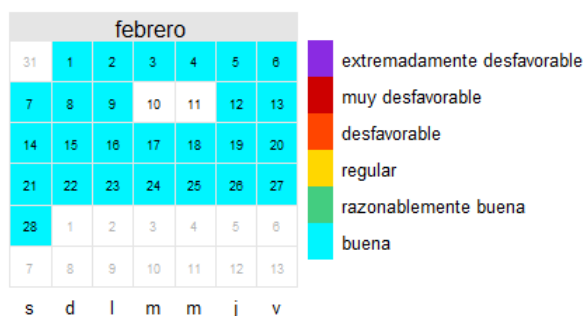 febrero
31 1 2 3 4 5 6
7 8 9 10 11 12 13
14 15 16 17 18 19 20
21 22 23 24 25 26 27
28 1 2 3 4 5 6
7 8 9 10 11 12 13
s d l m m j v
extremadamente desfavorable
muy desfavorable
desfavorable
regular
razonablemente buena
buena